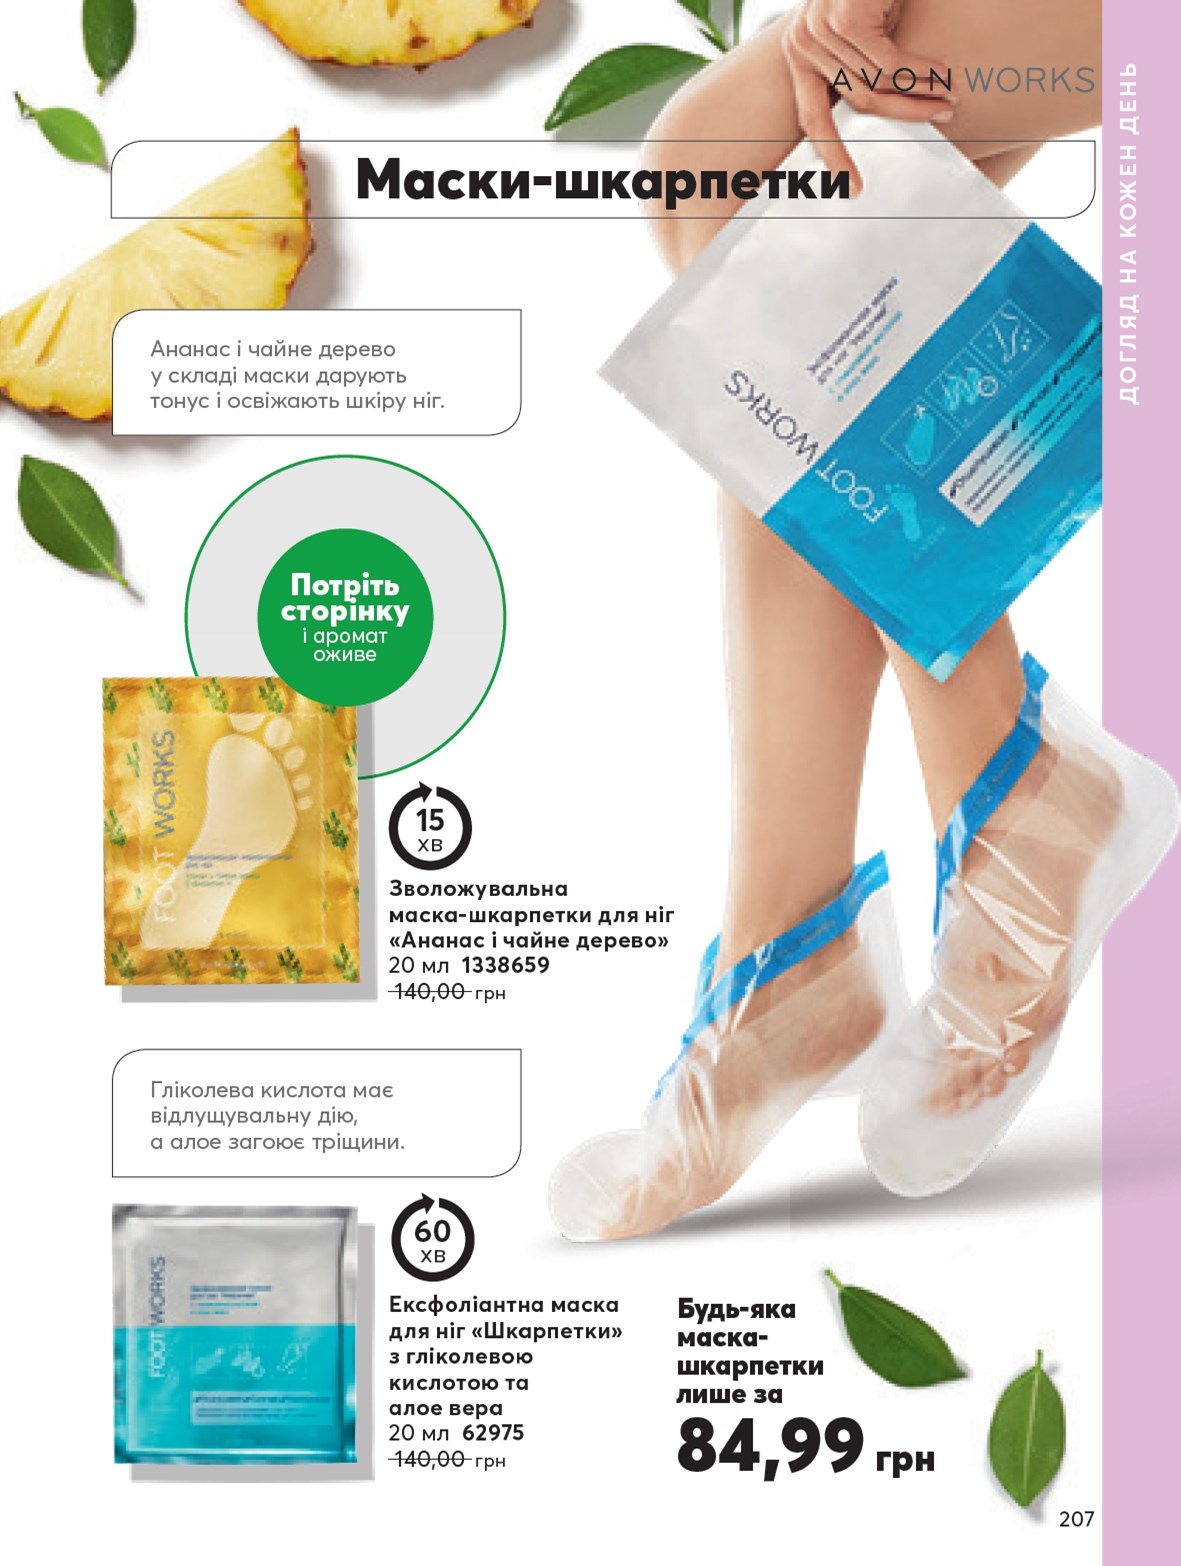 AVON WORKS
ДОГЛЯД НА КОЖЕН ДЕНЬ
Маски-шкарпетки
Ананас і чайне дерево
у складі маски дарують
тонус і освіжають шкіру ніг.
FOOT WORKS
Потріть
сторінку
і аромат
оживе
FOOT WORKS
15
хв
Зволожувальна
маска-шкарпетки для ніг
«Ананас і чайне дерево»
20 мл 1338659
140,00 грн
Гліколева кислота має
відлущувальну дію,
а алое загоює тріщини.
FOOT WORKS
60
хв
Ексфоліантна маска
для ніг «Шкарпетки»
з гліколевою
кислотою та
алое вера
20 мл 62975
140,00 грн
Будь-яка
маска-
шкарпетки
лише за
84,99 грн
207